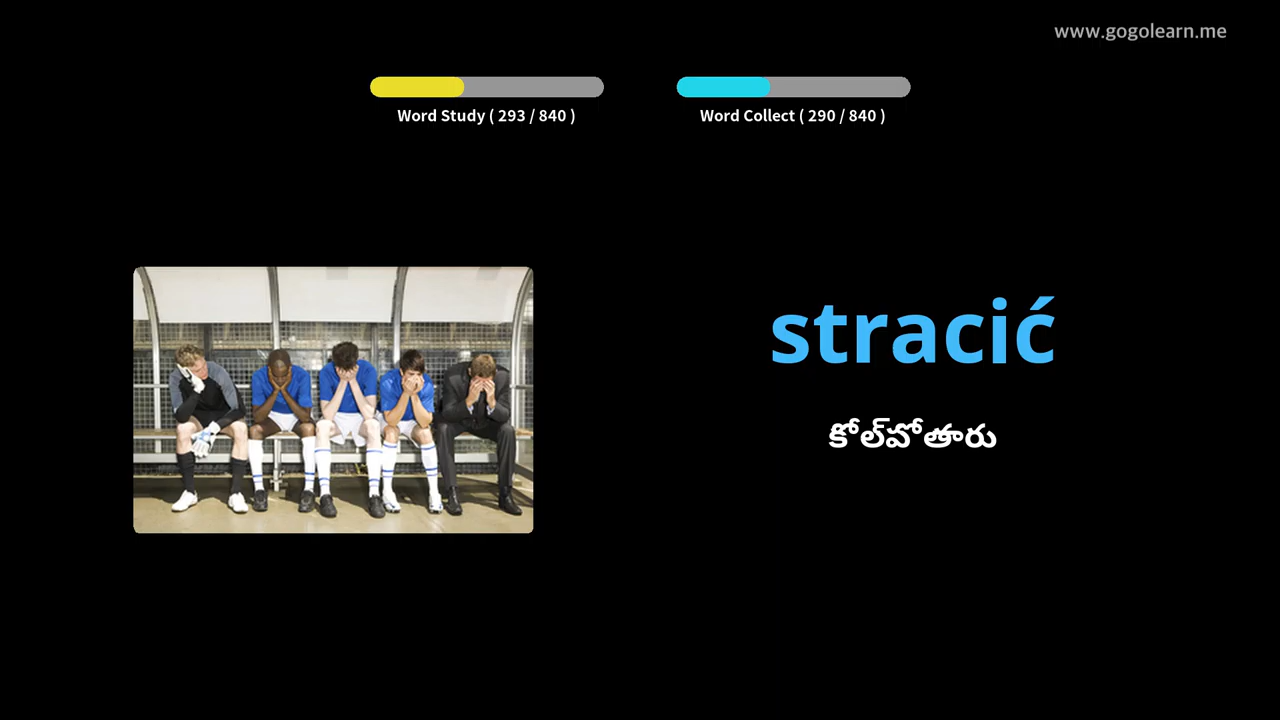 www.gogolearn.me
Word Study ( 293 / 840 )
Word Collect ( 290 / 840 )
stracić
కోల్‌వోతారు